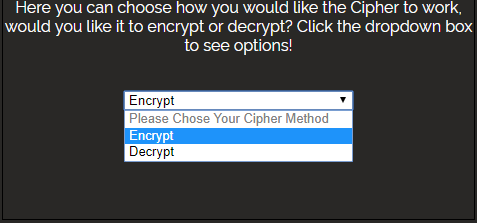 Here you can choose how you would like the Cipher to work,
would you like it to encrypt or decrypt? Click the dropdown box
to see options!
Encrypt
Please Chose Your Cipher Method
Encrypt
Decrypt